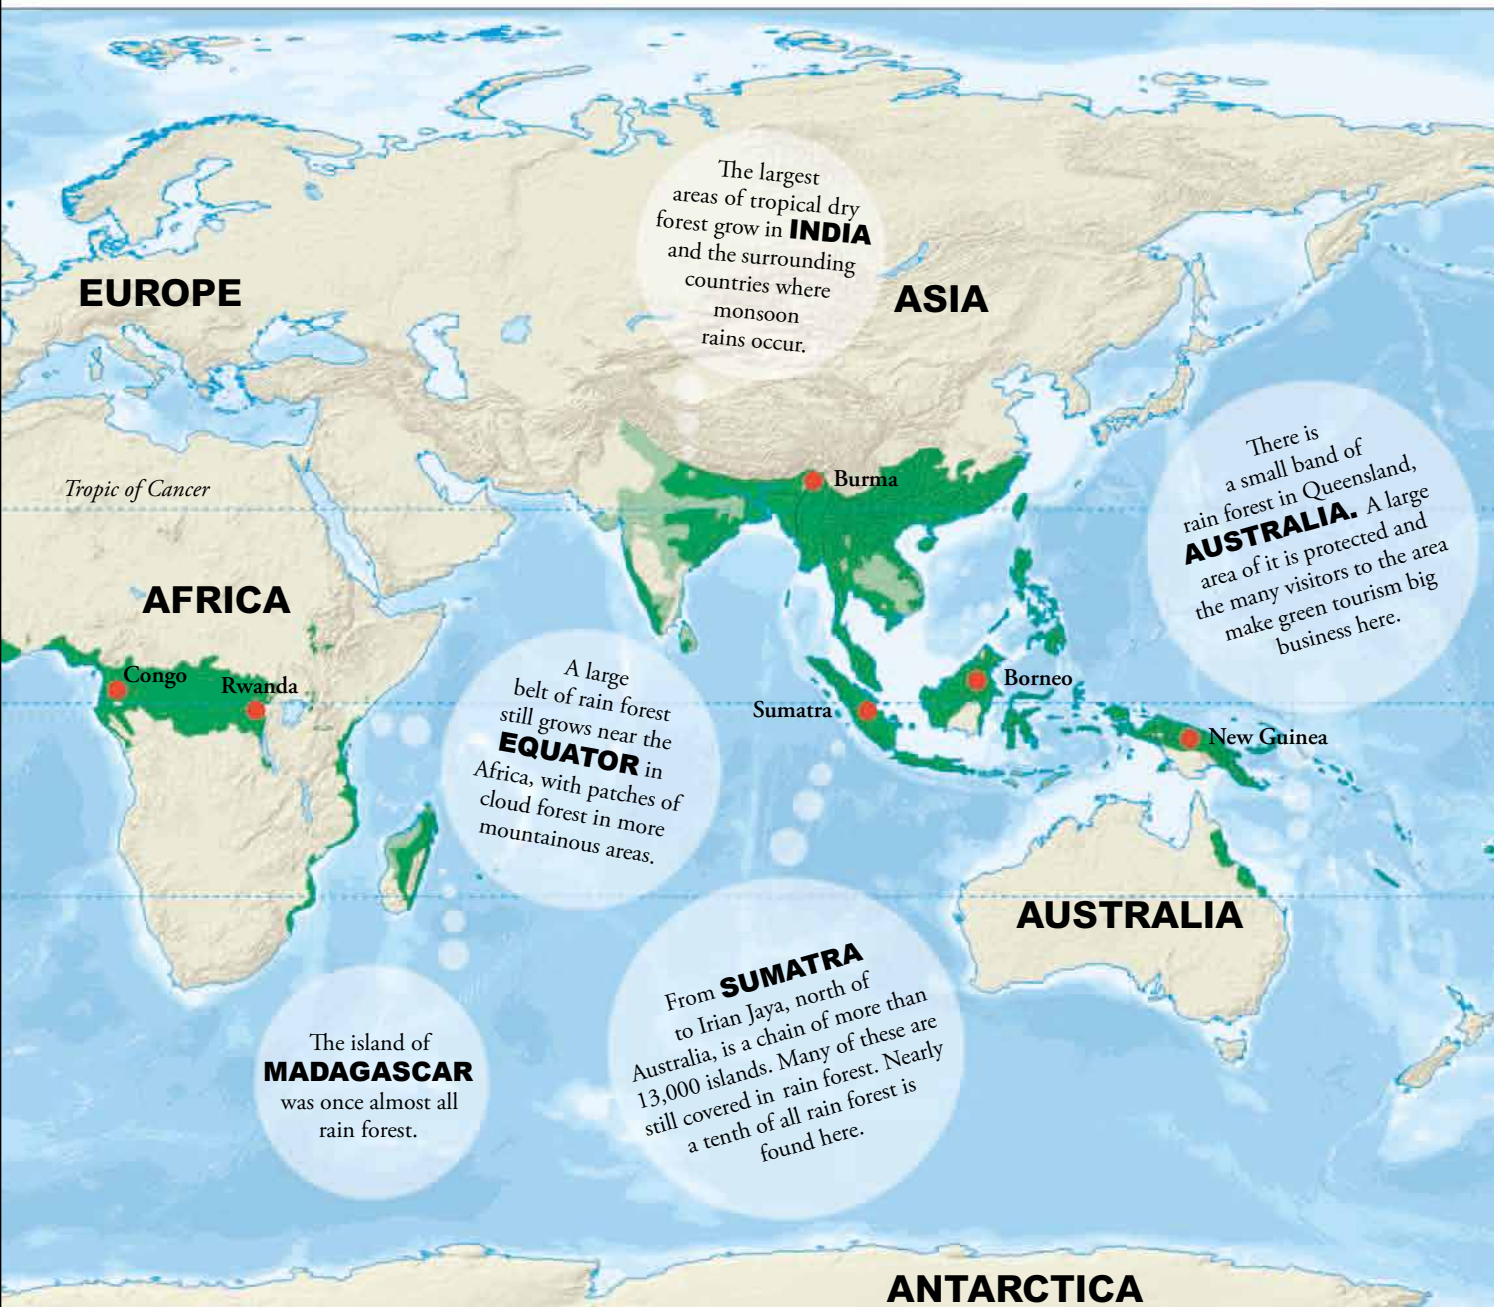 The largest
areas of tropical dry
forest grow in INDIA
and the surrounding
countries where
monsoon
rains occur.
EUROPE
ASIA
There is
a small band of
rain forest in Queensland,
AUSTRALIA. A large
area of it is protected and
the many visitors to the area
make green tourism big
business here.
Tropic of Cancer
Burma
AFRICA
Congo
Rwanda
A large
belt of rain forest
still grows near the
EQUATOR in
Africa, with patches of
cloud forest in more
mountainous areas.
Borneo
Sumatra
New Guinea
AUSTRALIA
From SUMATRA
to Irian Jaya, north of
Australia, is a chain of more than
13,000 islands. Many of these are
still covered in rain forest. Nearly
a tenth of all rain forest is
found here.
The island of
MADAGASCAR
was once almost all
rain forest.
ANTARCTICA